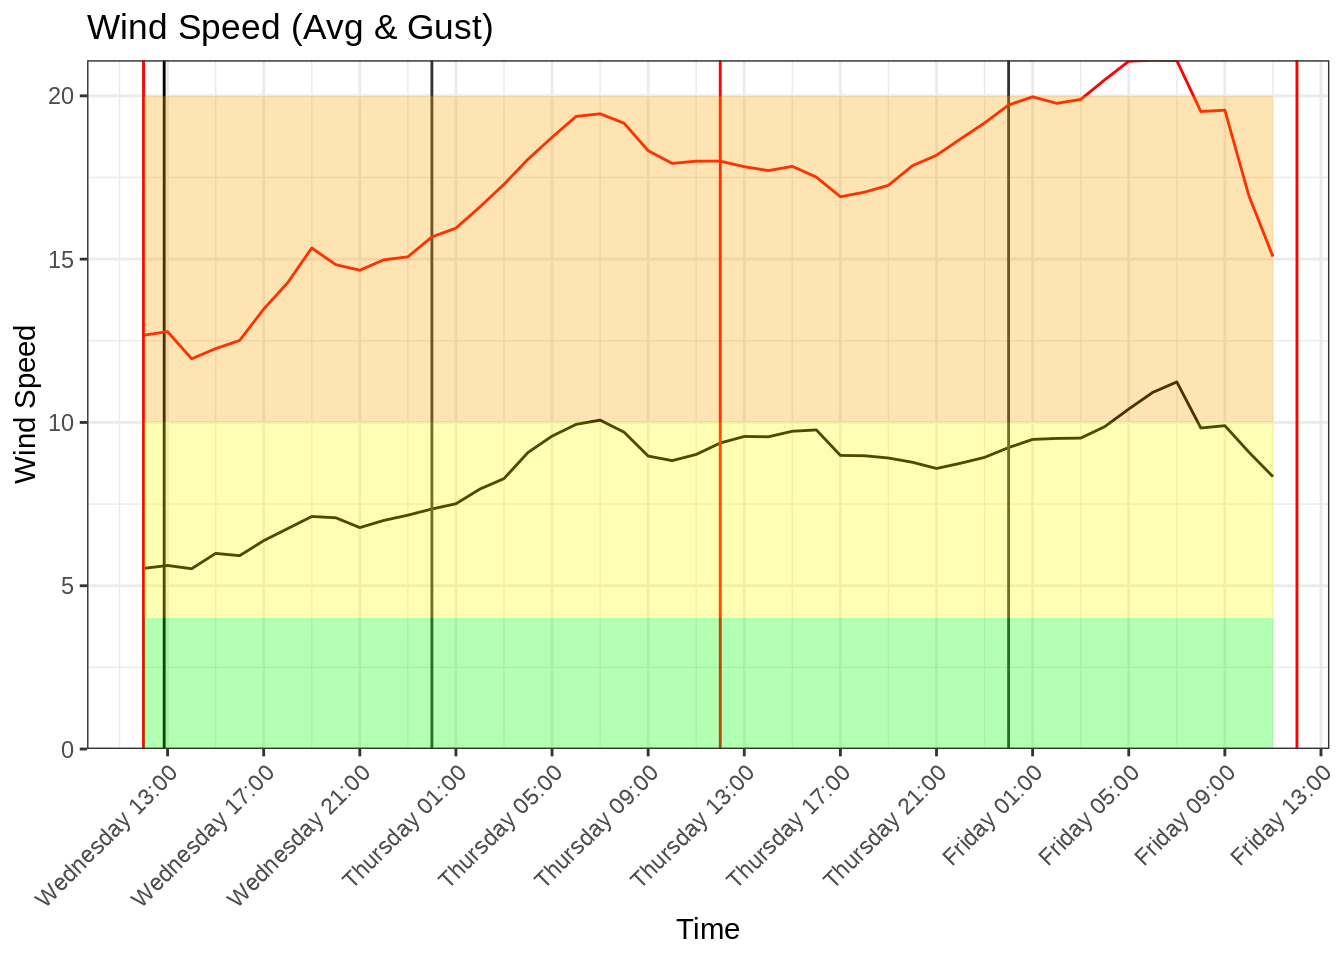 Wind Speed (Avg & Gust)
Wind Speed
20
15
10
5
0
Wednesday 13:00
Wednesday 17:00
Wednesday 21:00
Thursday 01:00
Thursday 05:00
Thursday 09:00
Thursday 13:00
Thursday 17:00
Thursday 21:00
Friday 01:00
Friday 05:00
Friday 09:00
Friday 13:00
Time